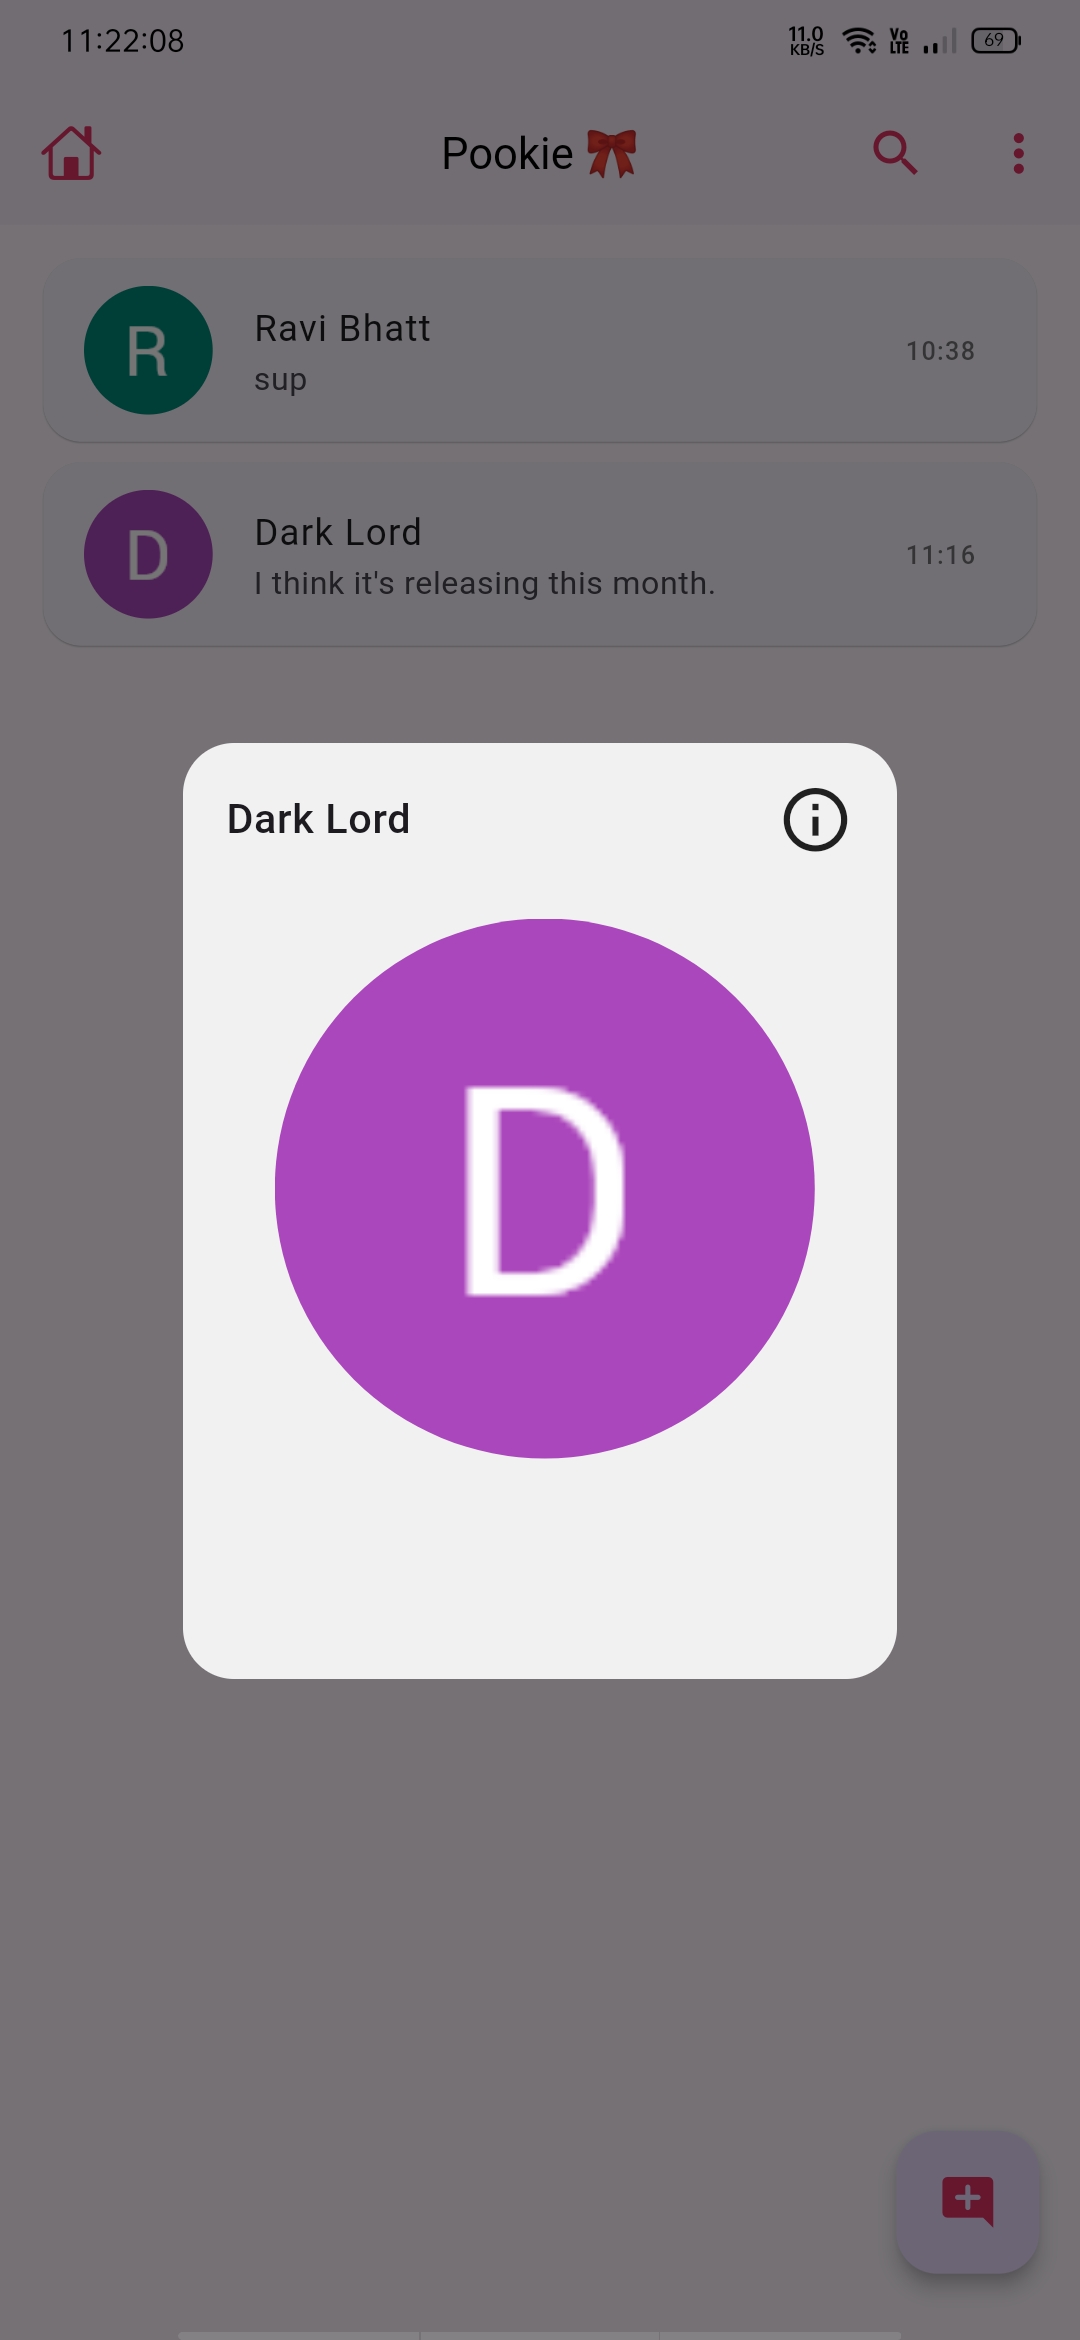 11:22:08
11.0
KB/S
Vo
LTE
69
Pookie 🎀
R
Ravi Bhatt
sup
10:38
D
Dark Lord
I think it's releasing this month.
11:16
Dark Lord
D